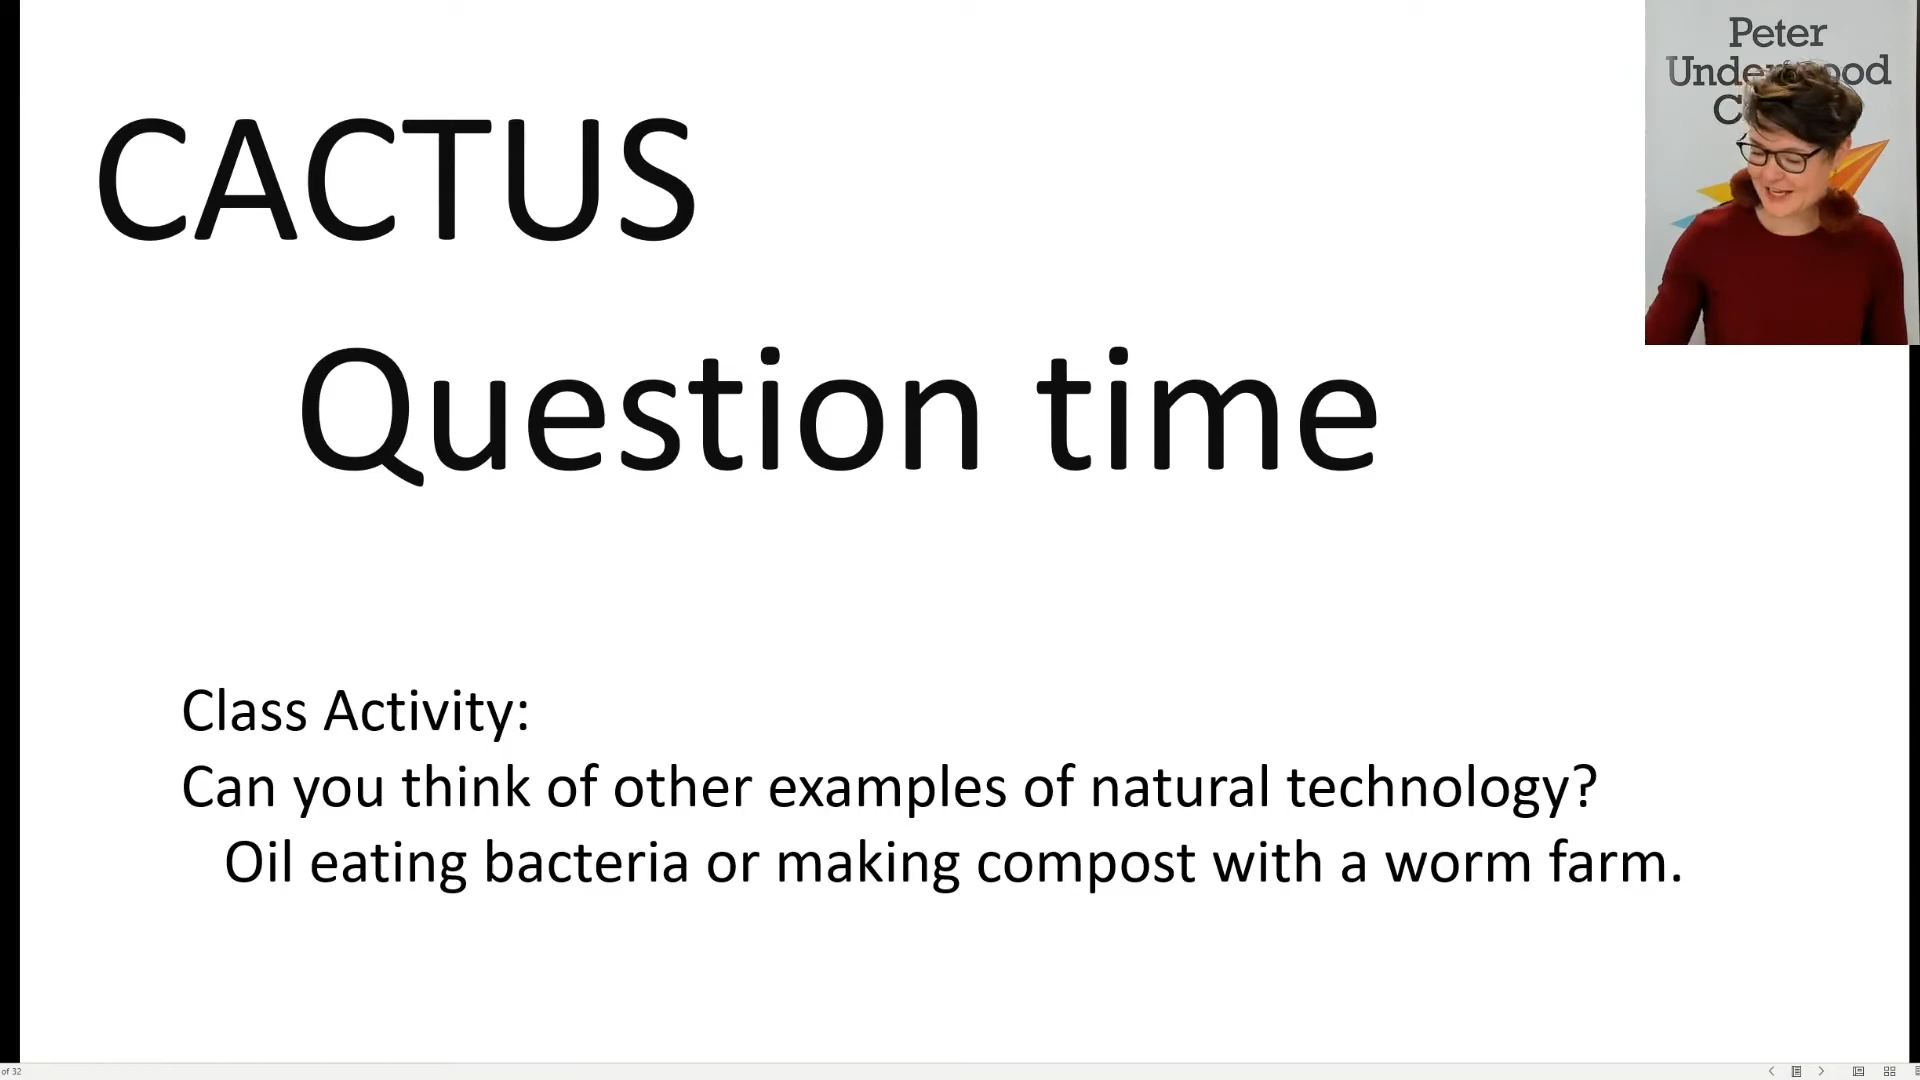 CACTUS
Question time
Class Activity:
Can you think of other examples of natural technology?
Oil eating bacteria or making compost with a worm farm.
Peter
of 32